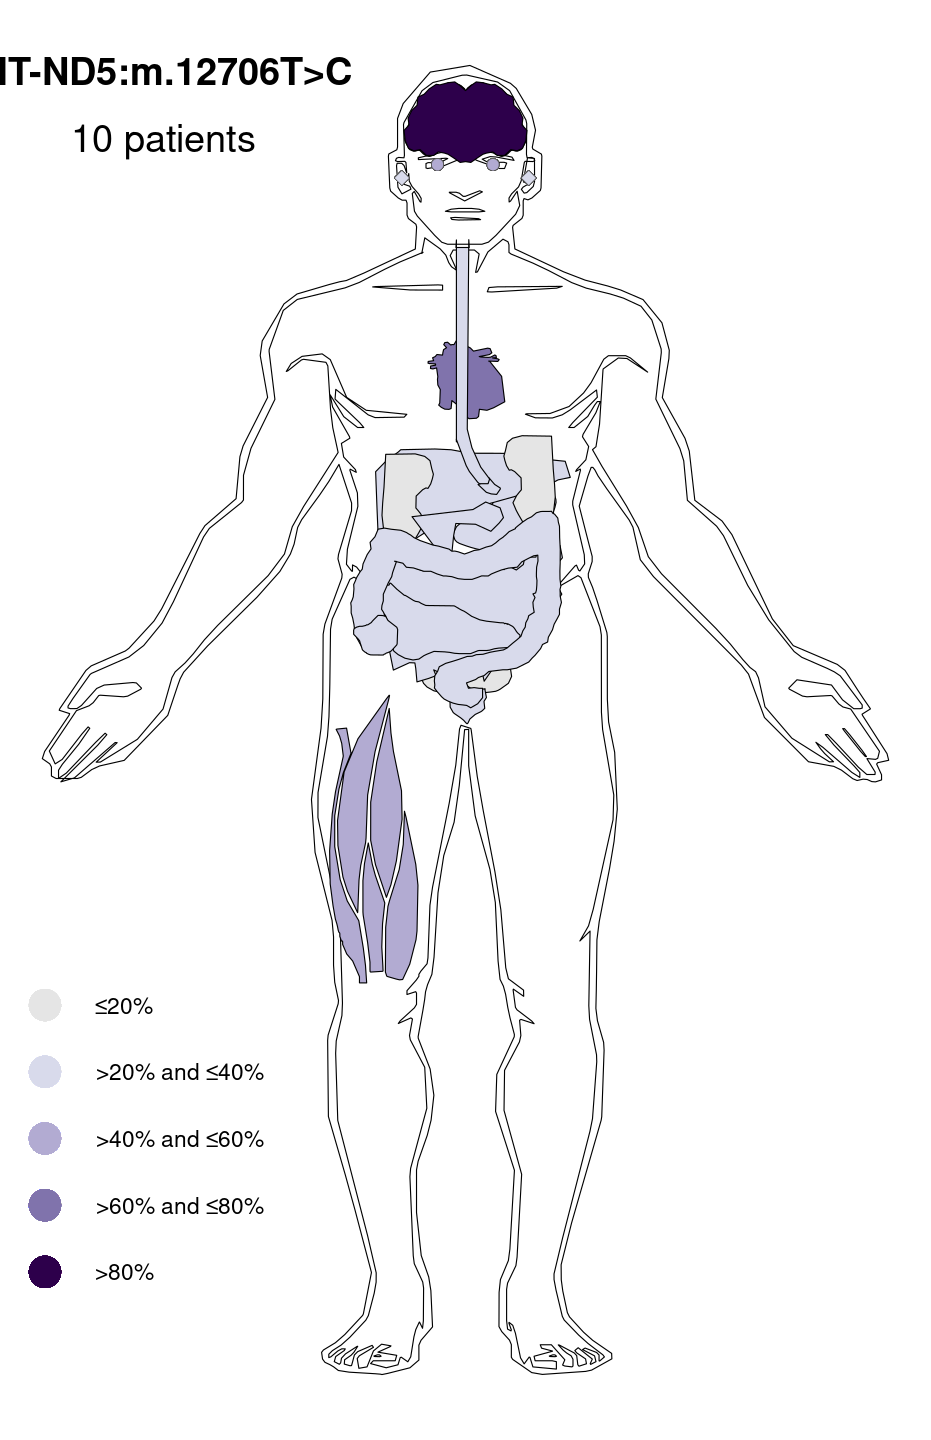 IT-ND5:m.12706T>C
10 patients
≤20%
>20% and ≤40%
>40% and ≤60%
>60% and ≤80%
>80%